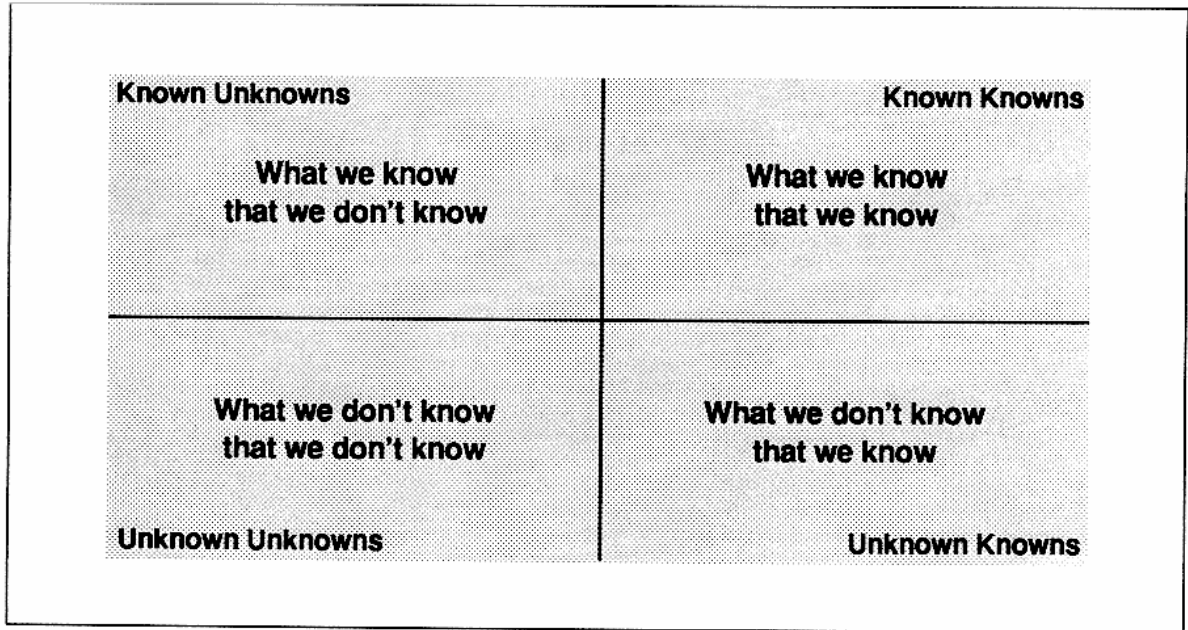 Known Unknowns
What we know
that we don't know
Known Knowns
What we know
that we know
What we don't know
that we don't know
Unknown Unknowns
What we don't know
that we know
Unknown Knowns